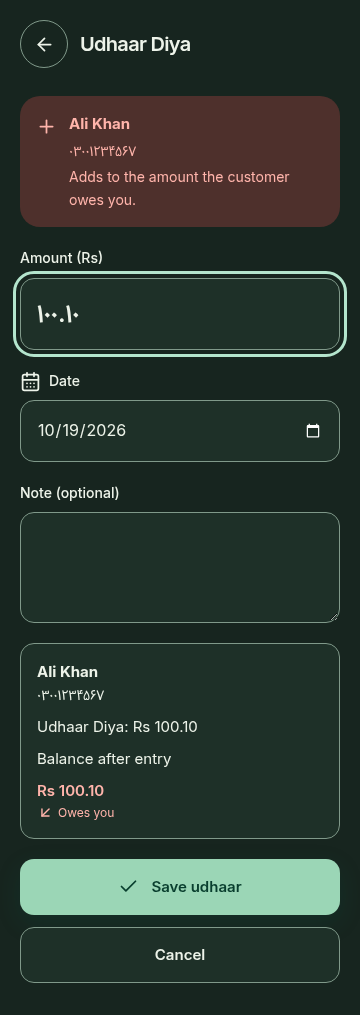 Udhaar Diya
Ali Khan
۰۳۰۰۱۲۳۴۵۶۷
Adds to the amount the customer
owes you.
Amount (Rs)
۱۰۰.۱۰
Date
10/19/2026
Note (optional)
Ali Khan
۰۳۰۰۱۲۳۴۵۶۷
Udhaar Diya: Rs 100.10
Balance after entry
Rs 100.10
Owes you
Save udhaar
Cancel